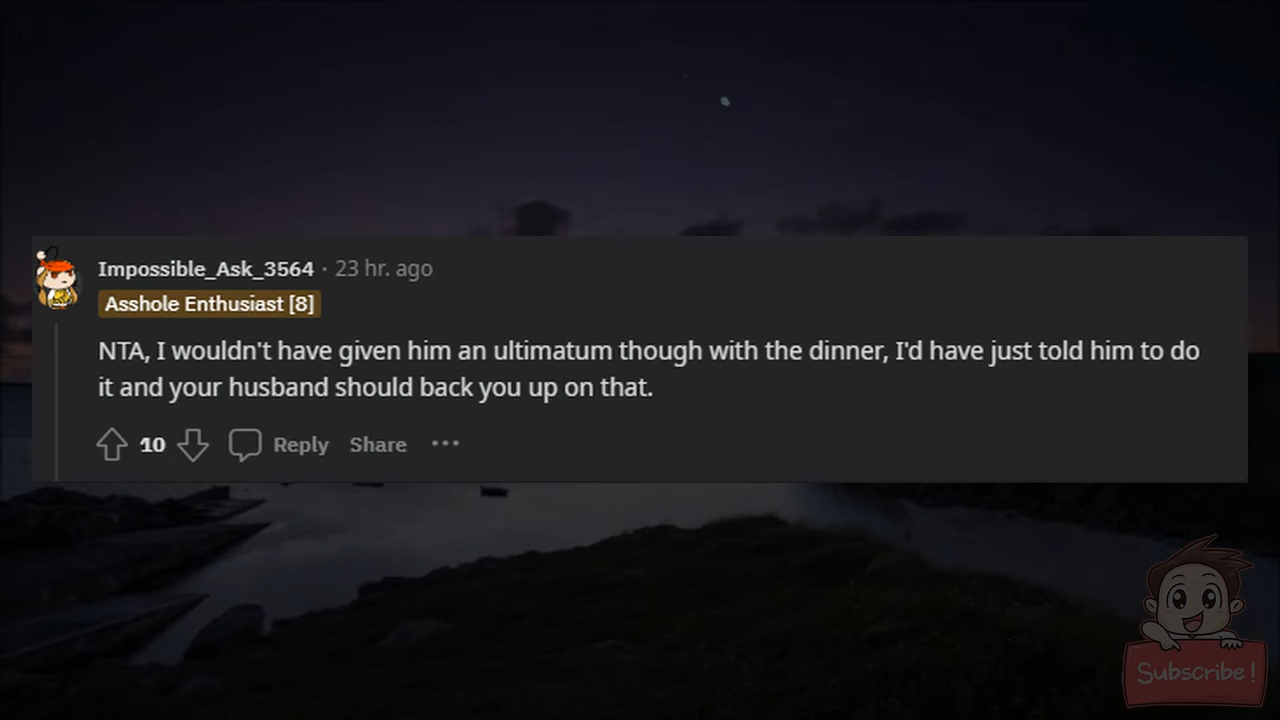 Impossible_Ask_3564 · 23 hr. ago
Asshole Enthusiast [8]
NTA, I wouldn't have given him an ultimatum though with the dinner, I'd have just told him to do
it and your husband should back you up on that.
10 Reply Share ···
Subscribe!